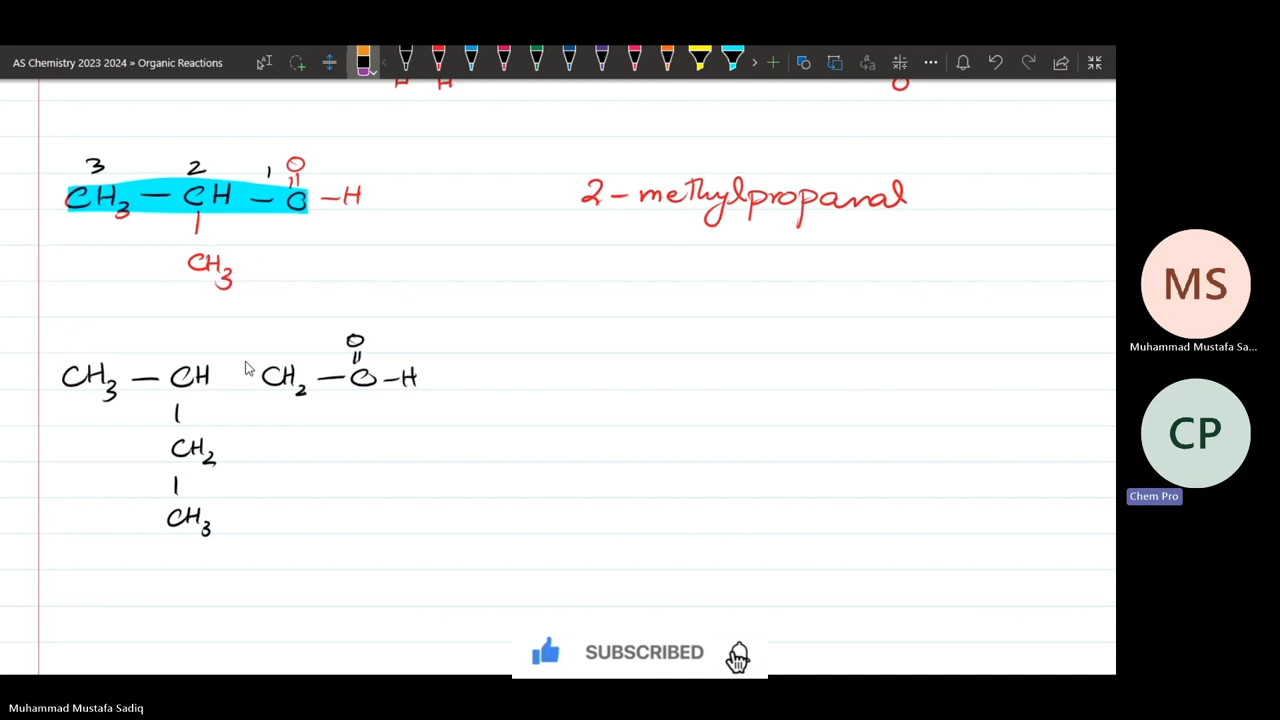 AS Chemistry 2023 2024 » Organic Reactions
H H
O
3 2 1 O
CH3 — CH — C — H
CH3
2-methylpropanal
MS
Muhammad Mustafa Sa...
O
CH3 — CH CH2 — C — H
CH2
CH3
CP
Chem Pro
SUBSCRIBED
Muhammad Mustafa Sadiq